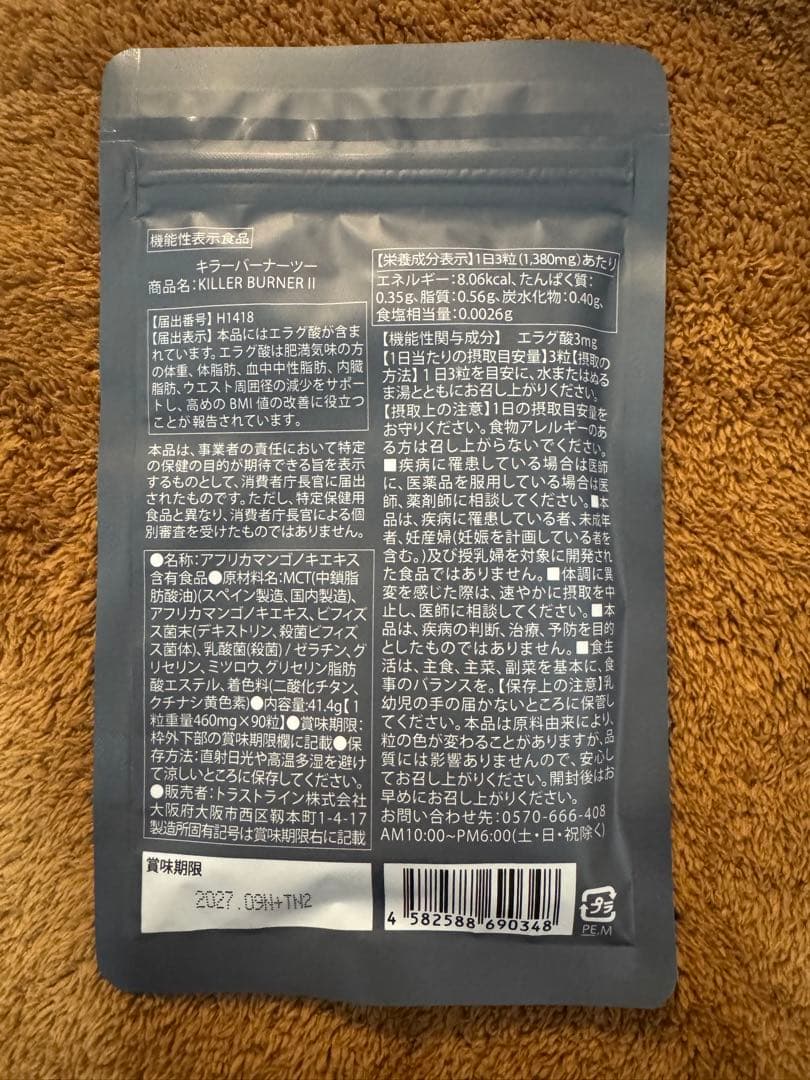 機能性表示食品
キラーバーナーツー
商品名:KILLER BURNER II
【届出番号】H1418
【届出表示】本品にはエラグ酸が含ま
れています。エラグ酸は肥満気味の方
の体重、体脂肪、血中中性脂肪、内臓
脂肪、ウエスト周囲径の減少をサポー
トし、高めのBMI値の改善に役立つ
ことが報告されています。
本品は、事業者の責任において特定
の保健の目的が期待できる旨を表示
するものとして、消費者庁長官に届出
されたものです。ただし、特定保健用
食品と異なり、消費者庁長官による個
別審査を受けたものではありません。
●名称:アフリカマンゴノキエキス
含有食品●原材料名:MCT(中鎖脂
肪酸油)(スペイン製造、国内製造)、
アフリカマンゴノキエキス、ビフィズ
ス菌末(デキストリン、殺菌ビフィズ
ス菌体)、乳酸菌(殺菌)/ゼラチン、グ
リセリン、ミツロウ、グリセリン脂肪
酸エステル、着色料(二酸化チタン、
クチナシ黄色素)●内容量:41.4g【1
粒重量460mg×90粒】●賞味期限:
枠外下部の賞味期限欄に記載●保
存方法:直射日光や高温多湿を避け
て涼しいところに保存してください。
●販売者:トラストライン株式会社
大阪府大阪市西区靱本町1-4-17
製造所固有記号は賞味期限右に記載
【栄養成分表示】1日3粒(1,380mg)あたり
エネルギー:8.06kcal、たんぱく質:
0.35g、脂質:0.56g、炭水化物:0.40g、
食塩相当量:0.0026g
【機能性関与成分】 エラグ酸3mg
【1日当たりの摂取目安量】3粒【摂取の
方法】1日3粒を目安に、水またはぬる
ま湯とともにお召し上がりください。
【摂取上の注意】1日の摂取目安量を
お守りください。食物アレルギーのあ
る方は召し上がらないでください。
■疾病に罹患している場合は医師
に、医薬品を服用している場合は医
師、薬剤師に相談してください。■本
品は、疾病に罹患している者、未成年
者、妊産婦(妊娠を計画している者を
含む。)及び授乳婦を対象に開発され
た食品ではありません。■体調に異
変を感じた際は、速やかに摂取を中
止し、医師に相談してください。■本
品は、疾病の判断、治療、予防を目的
としたものではありません。■食生
活は、主食、主菜、副菜を基本に、食
事のバランスを。【保存上の注意】乳
幼児の手の届かないところに保管し
てください。本品は原料由来により、
粒の色が変わることがありますが、品
質には影響ありませんので、安心し
てお召し上がりください。開封後はお
早めにお召し上がりください。
お問い合わせ先:0570-666-408
AM10:00~PM6:00(土・日・祝除く)
賞味期限
2027.09N+TN2
4 582588 690348
プラ
PE,M